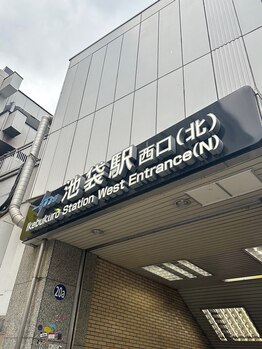 池袋駅 西口(北)
Ikebukuro Station West Entrance(N)
20a